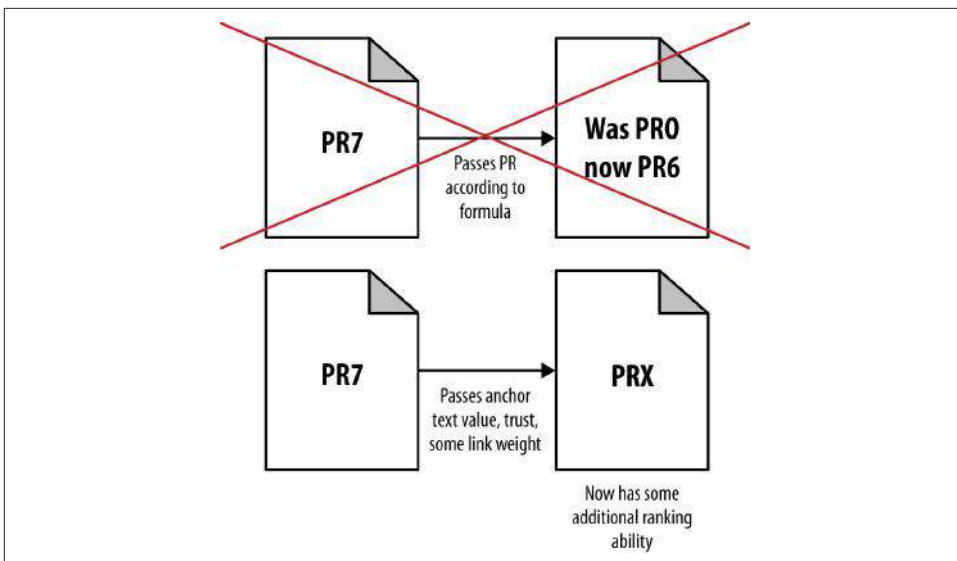 PR7
Was PR0
now PR6
Passes PR
according to
formula
PR7
PRX
Passes anchor
text value, trust,
some link weight
Now has some
additional ranking
ability